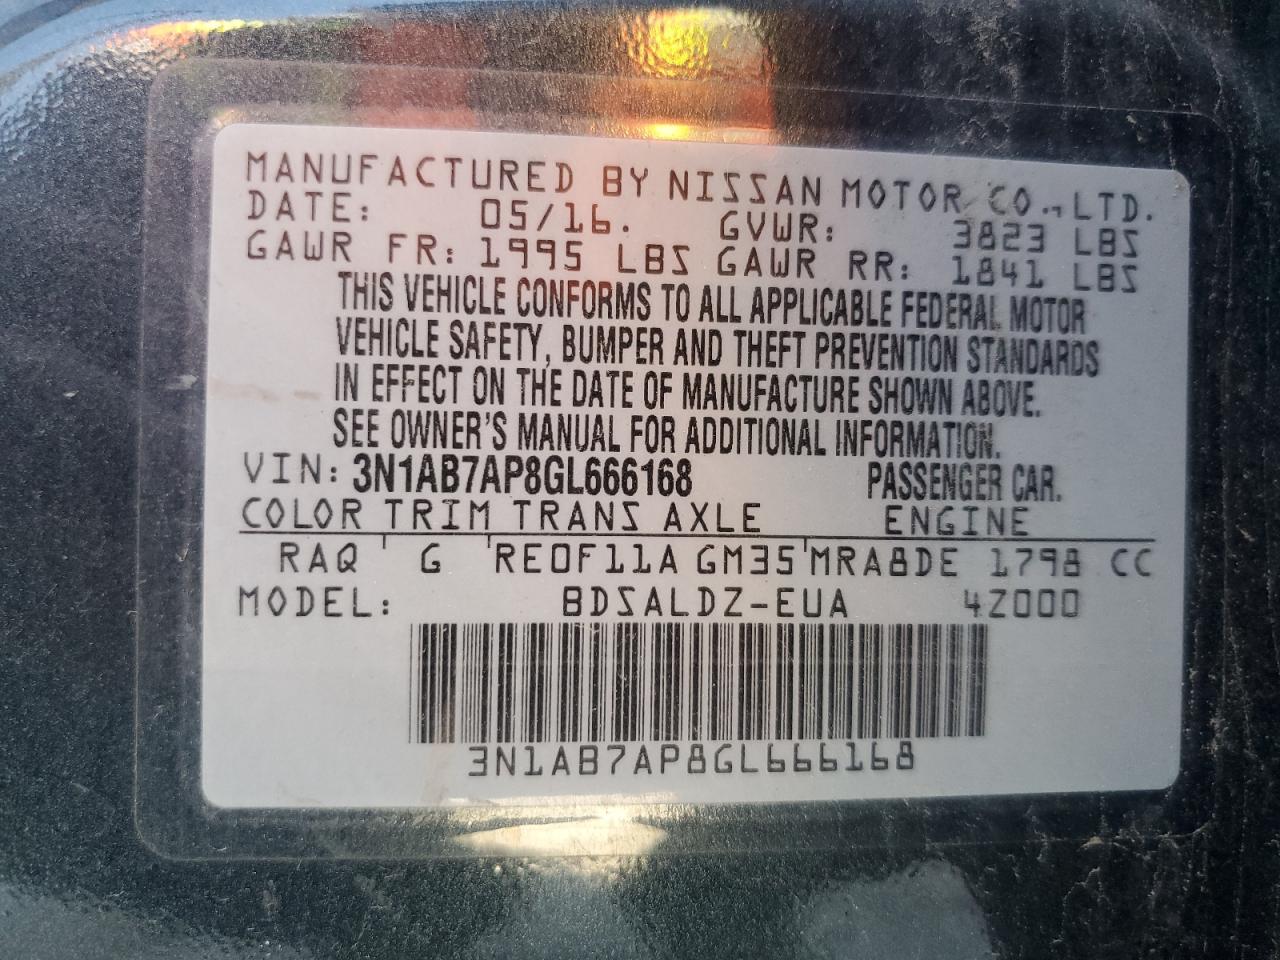 MANUFACTURED BY NISSAN MOTOR CO., LTD.
DATE: 05/16. GVWR: 3823 LBS
GAWR FR: 1995 LBS GAWR RR: 1841 LBS
THIS VEHICLE CONFORMS TO ALL APPLICABLE FEDERAL MOTOR
VEHICLE SAFETY, BUMPER AND THEFT PREVENTION STANDARDS
IN EFFECT ON THE DATE OF MANUFACTURE SHOWN ABOVE.
SEE OWNER'S MANUAL FOR ADDITIONAL INFORMATION.
VIN: 3N1AB7AP8GL666168 PASSENGER CAR.
COLOR TRIM TRANS AXLE ENGINE
RAQ G RE0F11A GM35 MRA8DE 1798 CC
MODEL: BDSALDZ-EUA 42000
3N1AB7AP8GL666168